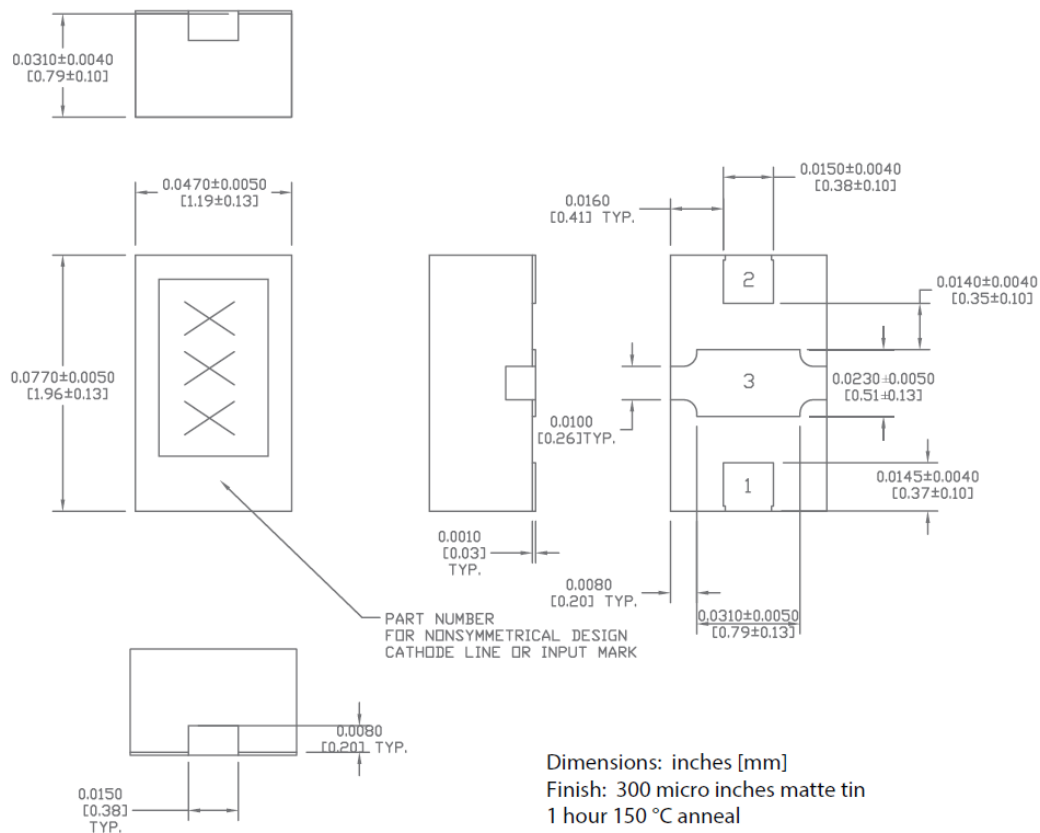 0.0310±0.0040
[0.79±0.10]
0.0470±0.0050
[1.19±0.13]
0.0150±0.0040
[0.38±0.10]
0.0160
[0.41] TYP.
2
0.0140±0.0040
[0.35±0.10]
0.0770±0.0050
[1.96±0.13]
3
0.0230±0.0050
[0.51±0.13]
0.0100
[0.26]TYP.
1
0.0145±0.0040
[0.37±0.10]
0.0010
[0.03]
TYP.
0.0080
[0.20] TYP.
0.0310±0.0050
[0.79±0.13]
PART NUMBER
FOR NONSYMMETRICAL DESIGN
CATHODE LINE OR INPUT MARK
0.0080
[0.20] TYP.
0.0150
[0.38]
TYP.
Dimensions: inches [mm]
Finish: 300 micro inches matte tin
1 hour 150 °C anneal